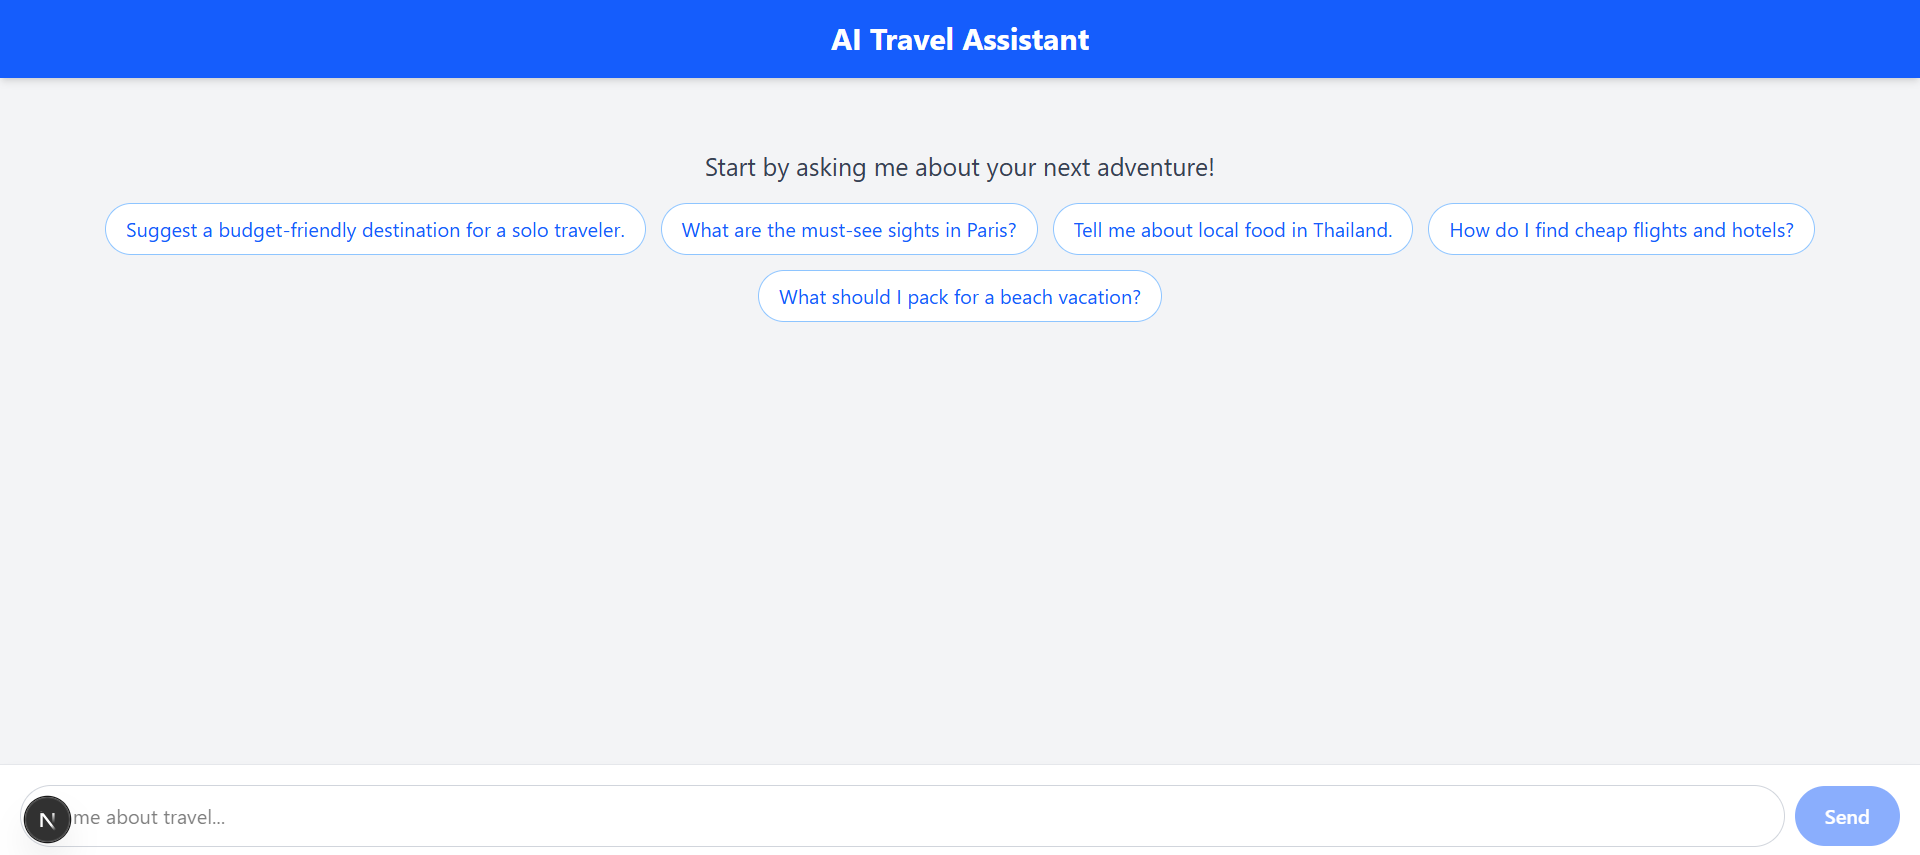 AI Travel Assistant
Start by asking me about your next adventure!
Suggest a budget-friendly destination for a solo traveler.
What are the must-see sights in Paris?
Tell me about local food in Thailand.
How do I find cheap flights and hotels?
What should I pack for a beach vacation?
N me about travel...
Send